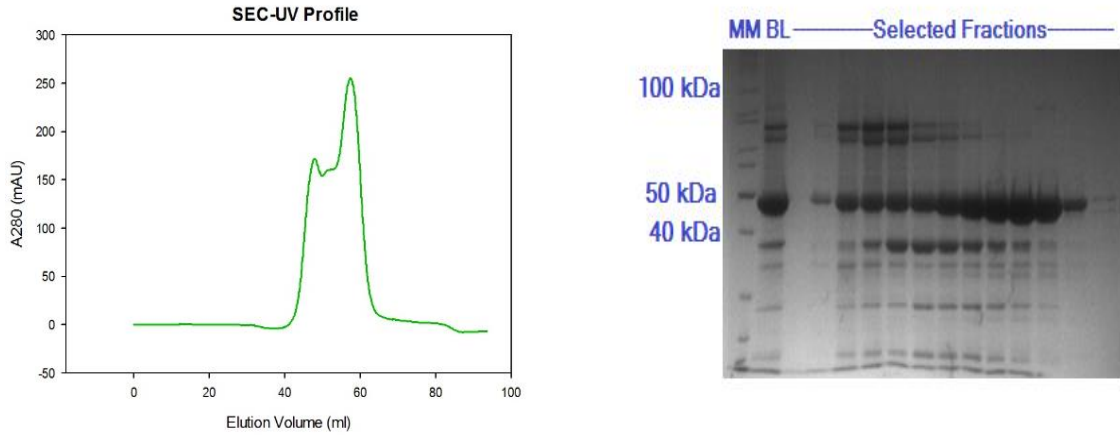 SEC-UV Profile
300
250
200
150
100
50
0
-50
A280 (mAU)
0 20 40 60 80 100
Elution Volume (ml)
MM BL Selected Fractions
100 kDa
50 kDa
40 kDa